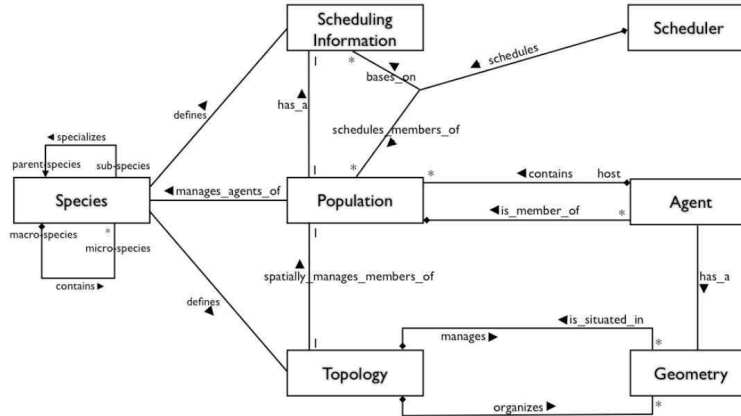 Scheduling
Information
Scheduler
*
◄ schedules
◄ bases_on
defines ▲
has_a ▲
I
schedules_members_of
◄ specializes
parent-species
sub-species
I
*
*
◄ contains
host
Species
◄ manages_agents_of
Population
Agent
◄ is_member_of
*
macro-species
*
micro-species
I
contains ►
spatially_manages_members_of
has_a
defines
I
◄ is_situated_in
manages ►
*
Topology
Geometry
organizes ►
*